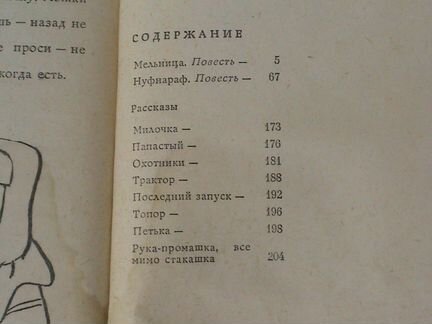 ь — назад не
е проси — не
когда есть.
СОДЕРЖАНИЕ
Мельница. Повесть — 5
Нуфнараф. Повесть — 67
Рассказы
Милочка — 173
Папастый — 176
Охотники — 181
Трактор — 188
Последний запуск — 192
Топор — 196
Петька — 198
Рука-промашка, все
мимо стакашка 204